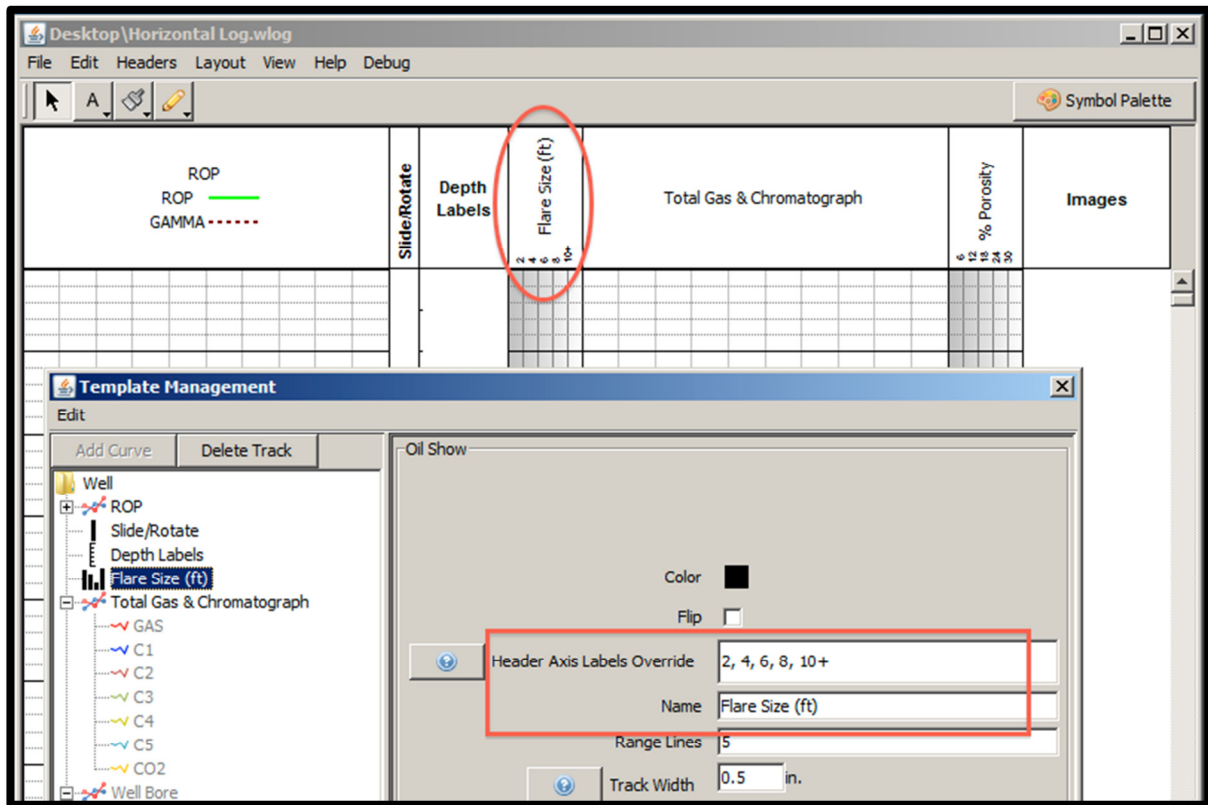 Desktop\Horizontal Log.wlog
File Edit Headers Layout View Help Debug
A
Symbol Palette
ROP
ROP
GAMMA
Slide/Rotate
Depth
Labels
Flare Size (ft)
2 4 6 8 10+
Total Gas & Chromatograph
% Porosity
6 12 18 24 30
Images
Template Management
Edit
Add Curve
Delete Track
Well
ROP
Slide/Rotate
Depth Labels
Flare Size (ft)
Total Gas & Chromatograph
GAS
C1
C2
C3
C4
C5
CO2
Well Bore
Oil Show
Color
Flip
Header Axis Labels Override 2, 4, 6, 8, 10+
Name Flare Size (ft)
Range Lines 5
Track Width 0.5 in.